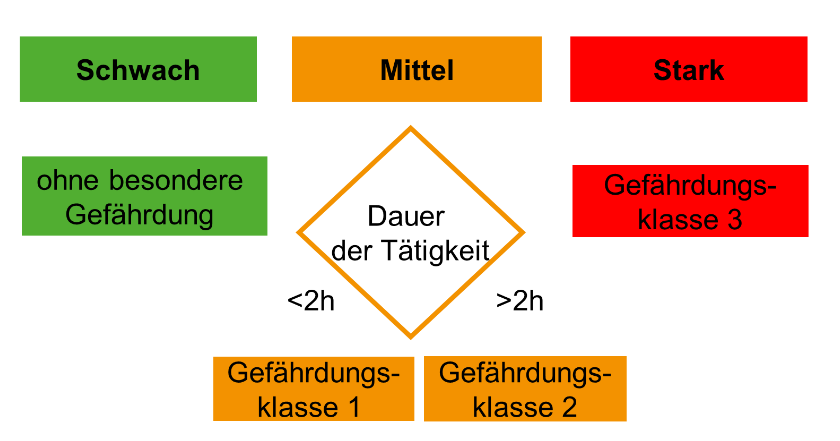 Schwach
Mittel
Stark
ohne besondere
Gefährdung
Dauer
der Tätigkeit
Gefährdungs-
klasse 3
<2h
>2h
Gefährdungs-
klasse 1
Gefährdungs-
klasse 2